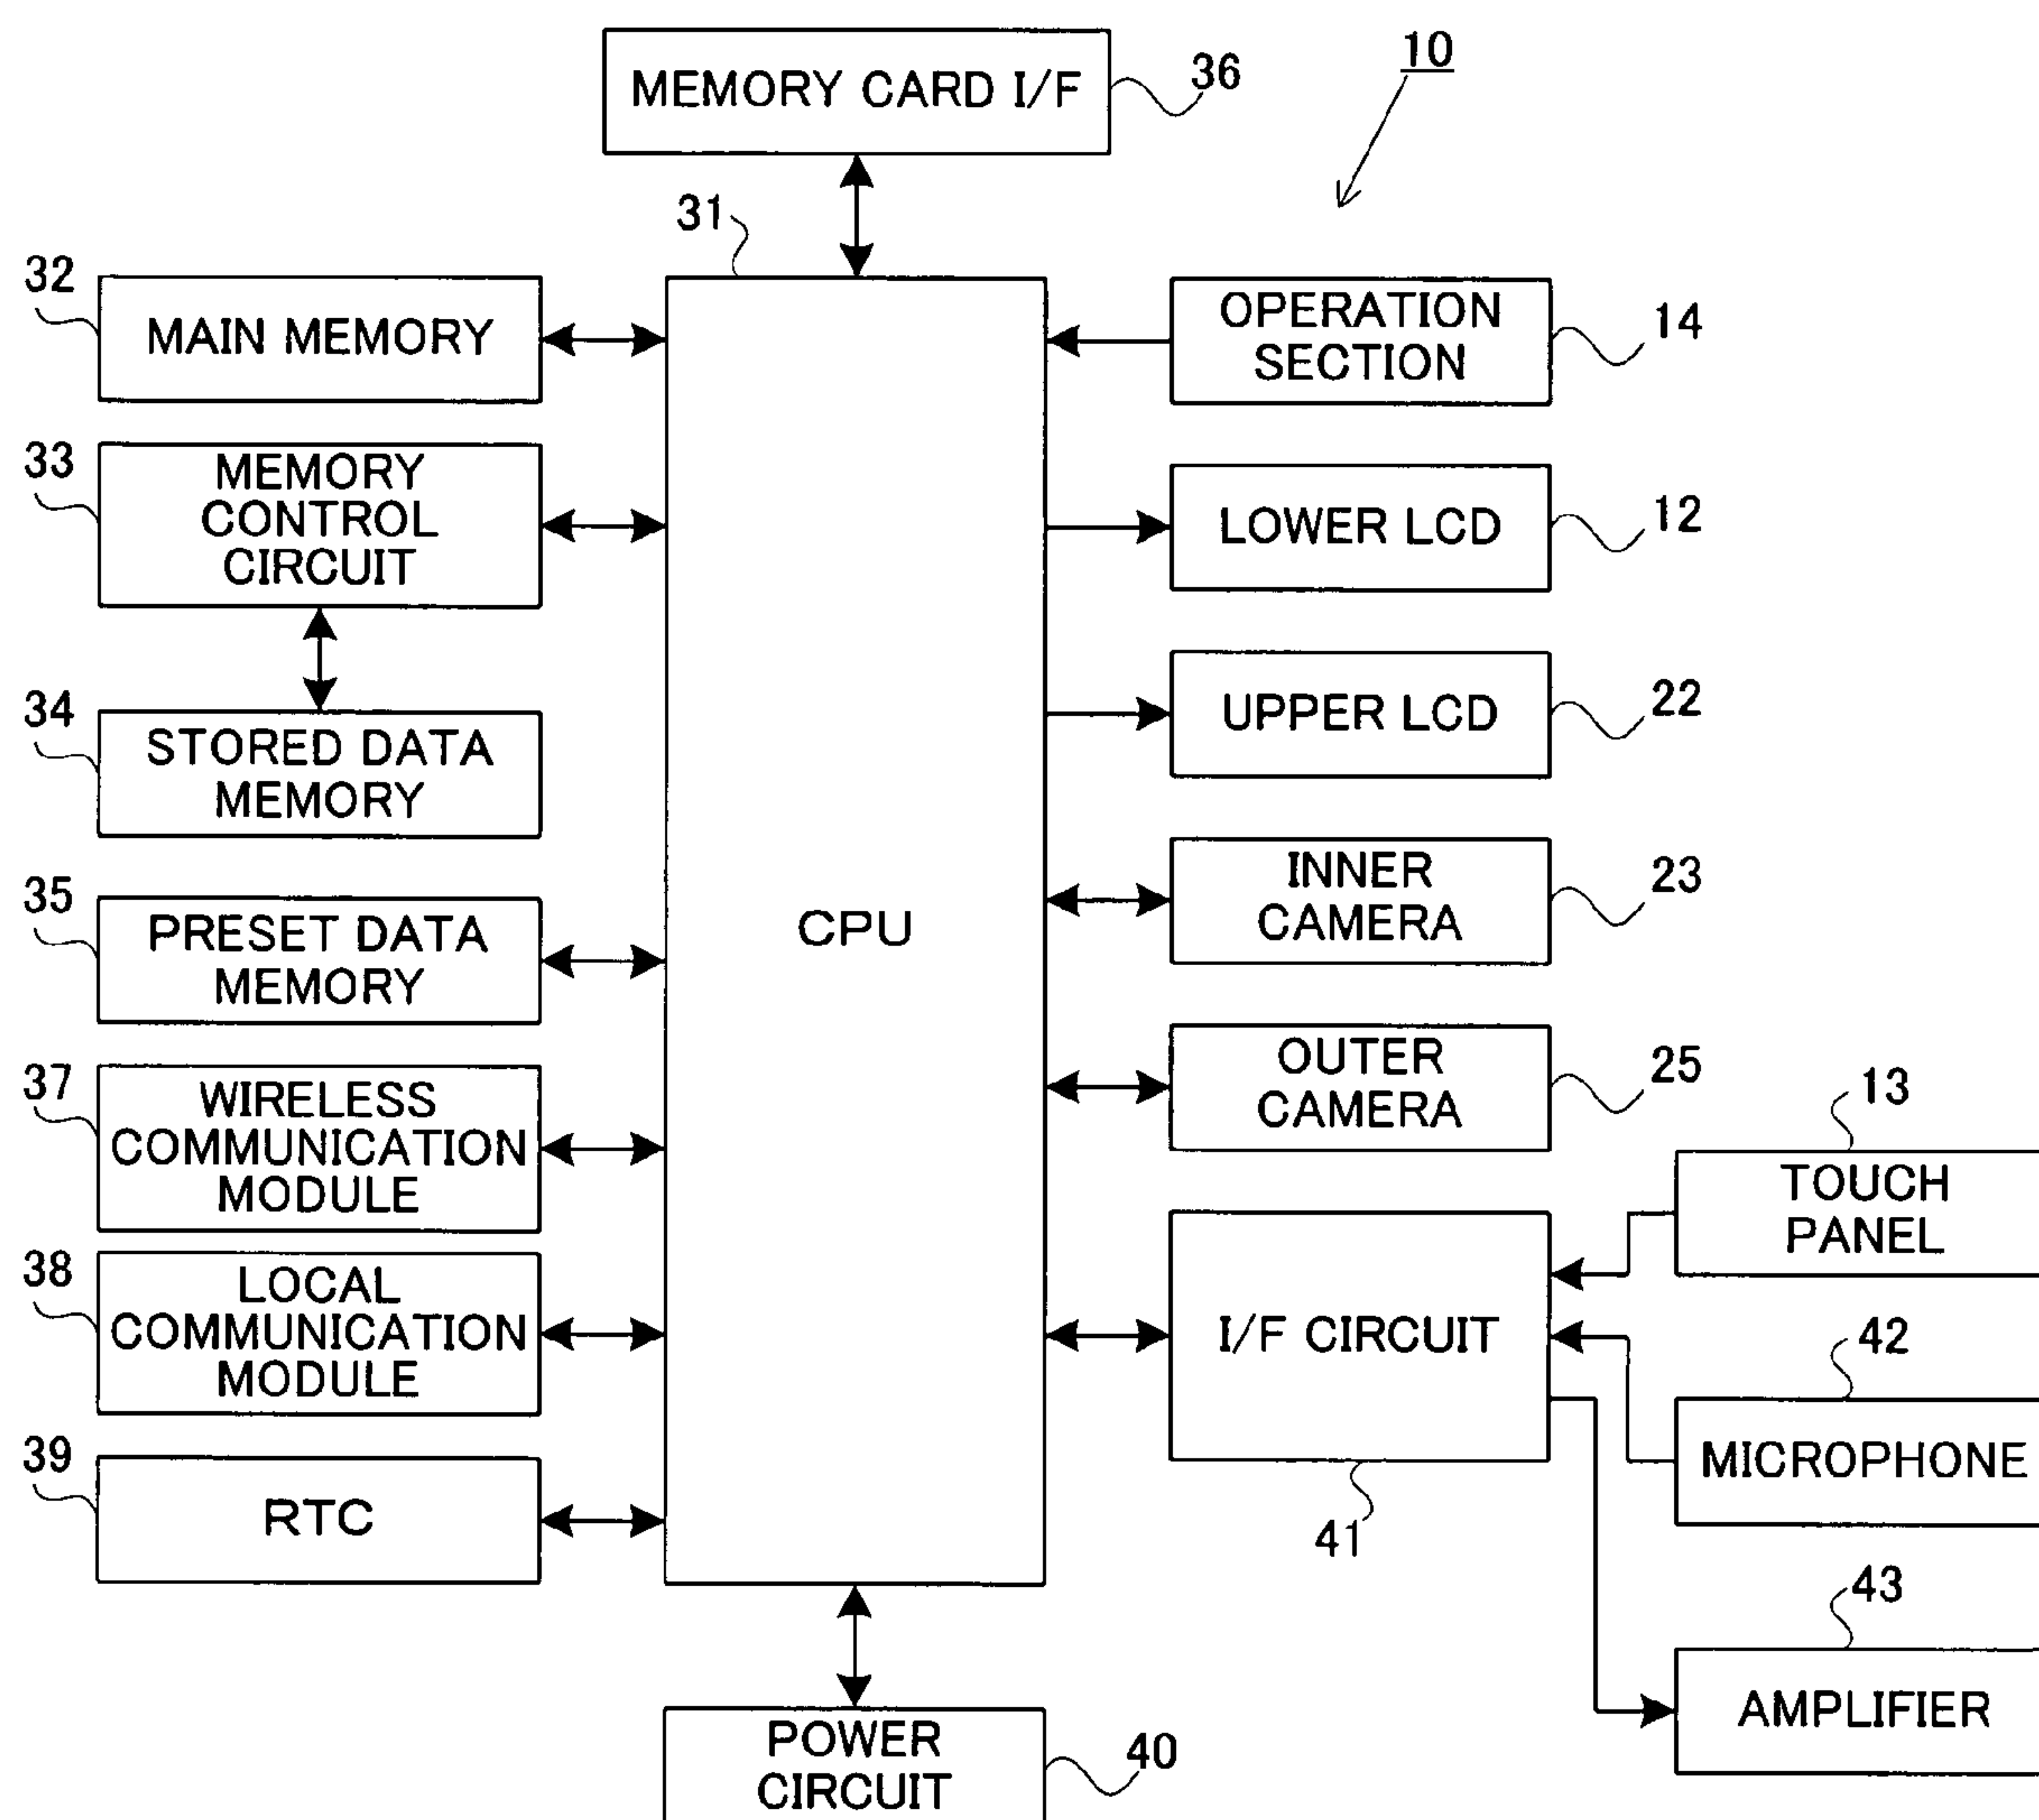 10
MEMORY CARD I/F
36
31
32
MAIN MEMORY
OPERATION
SECTION
14
33
MEMORY
CONTROL
CIRCUIT
LOWER LCD
12
34
STORED DATA
MEMORY
UPPER LCD
22
35
PRESET DATA
MEMORY
CPU
INNER
CAMERA
23
37
WIRELESS
COMMUNICATION
MODULE
OUTER
CAMERA
25
13
TOUCH
PANEL
38
LOCAL
COMMUNICATION
MODULE
I/F CIRCUIT
41
42
MICROPHONE
39
RTC
43
AMPLIFIER
POWER
CIRCUIT
40